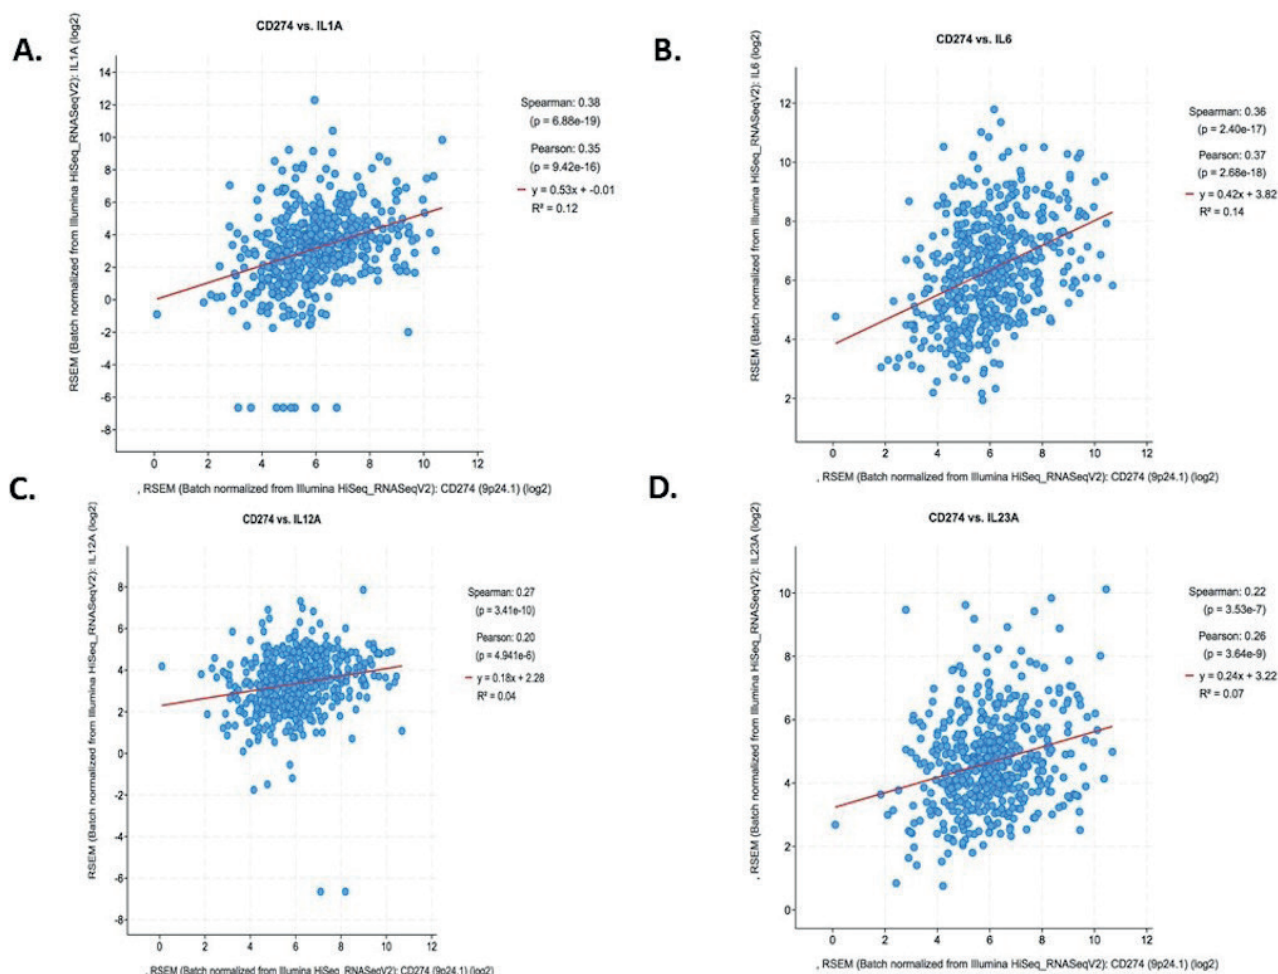 A.
CD274 vs. IL1A
RSEM (Batch normalized from Illumina HiSeq_RNASeqV2): IL1A (log2)
14
12
10
8
6
4
2
0
-2
-4
-6
-8
0 2 4 6 8 10 12
, RSEM (Batch normalized from Illumina HiSeq_RNASeqV2): CD274 (9p24.1) (log2)
Spearman: 0.38
(p = 6.88e-19)
Pearson: 0.35
(p = 9.42e-16)
y = 0.53x + -0.01
R² = 0.12
B.
CD274 vs. IL6
RSEM (Batch normalized from Illumina HiSeq_RNASeqV2): IL6 (log2)
12
10
8
6
4
2
0 2 4 6 8 10 12
, RSEM (Batch normalized from Illumina HiSeq_RNASeqV2): CD274 (9p24.1) (log2)
Spearman: 0.36
(p = 2.40e-17)
Pearson: 0.37
(p = 2.68e-18)
y = 0.42x + 3.82
R² = 0.14
C.
CD274 vs. IL12A
RSEM (Batch normalized from Illumina HiSeq_RNASeqV2): IL12A (log2)
8
6
4
2
0
-2
-4
-6
-8
0 2 4 6 8 10 12
, RSEM (Batch normalized from Illumina HiSeq_RNASeqV2): CD274 (9p24.1) (log2)
Spearman: 0.27
(p = 3.41e-10)
Pearson: 0.20
(p = 4.941e-6)
y = 0.18x + 2.28
R² = 0.04
D.
CD274 vs. IL23A
, RSEM (Batch normalized from Illumina HiSeq_RNASeqV2): IL23A (log2)
10
8
6
4
2
0
0 2 4 6 8 10 12
, RSEM (Batch normalized from Illumina HiSeq_RNASeqV2): CD274 (9p24.1) (log2)
Spearman: 0.22
(p = 3.53e-7)
Pearson: 0.26
(p = 3.64e-9)
y = 0.24x + 3.22
R² = 0.07